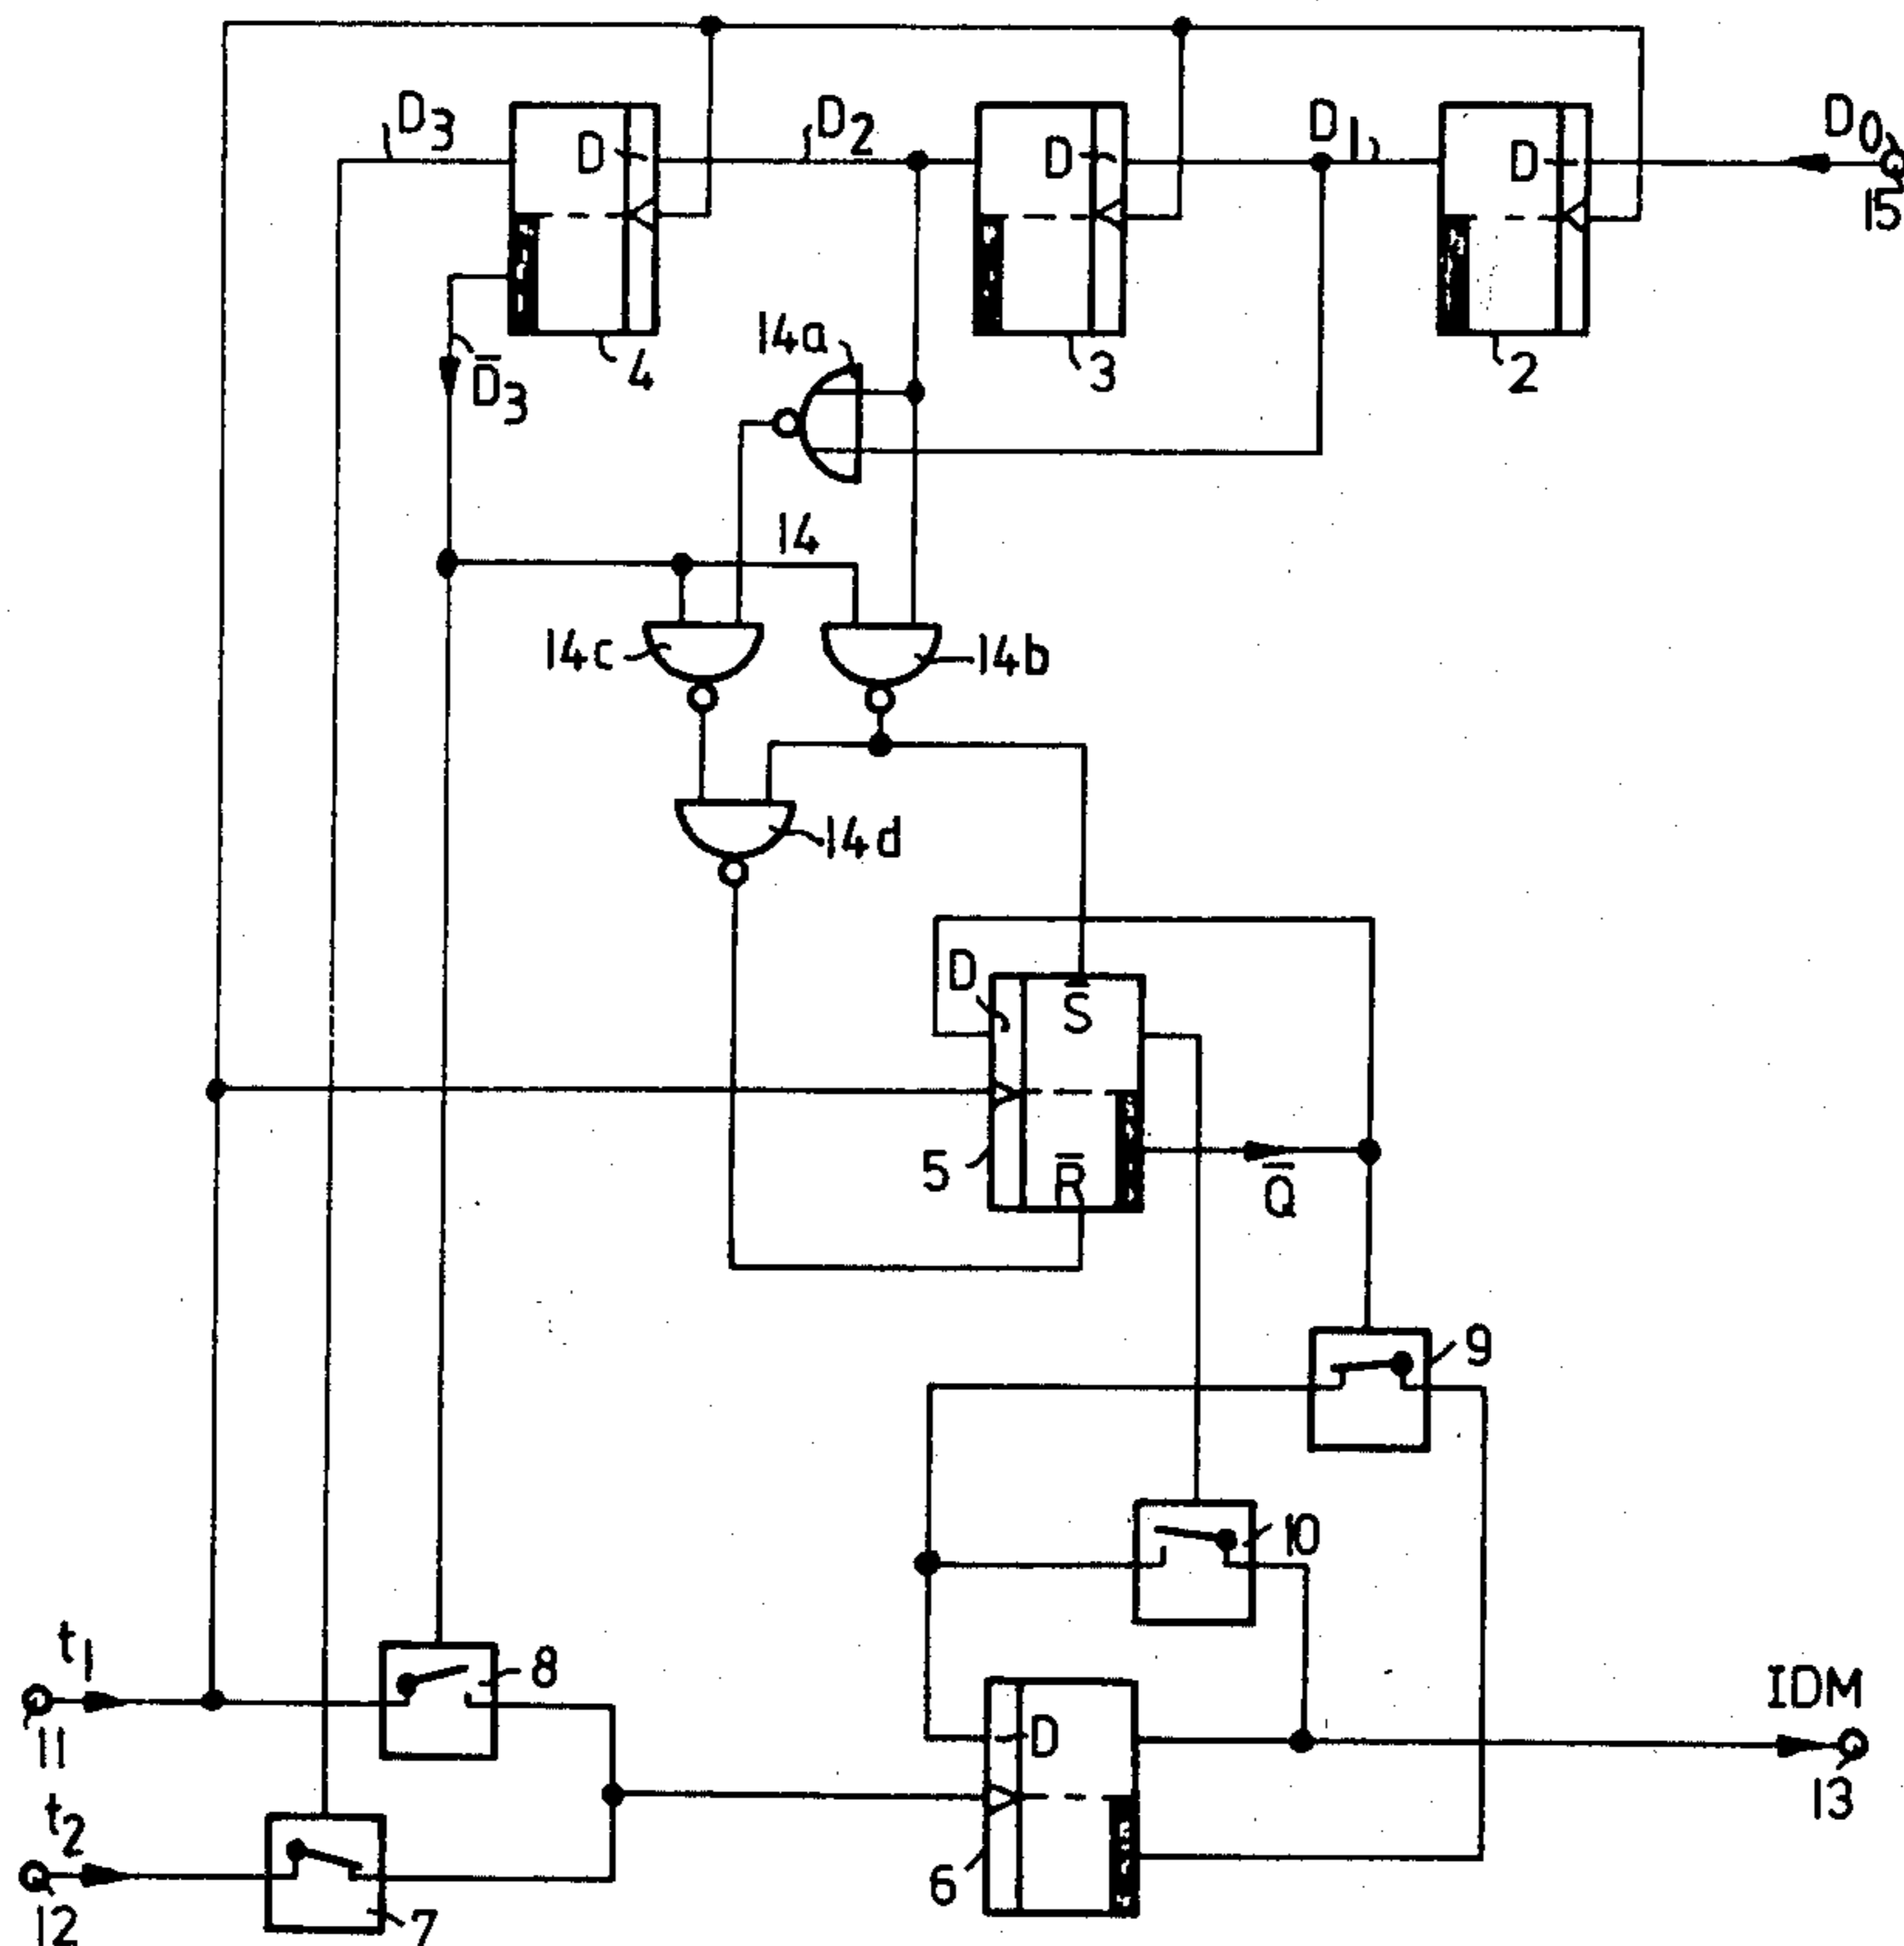 D3 D D2 D D1 D D0
15
4 3 2
14a
D̅3
14
14c 14b
14d
D
S̅
5 R̅ Q̅
9
10
t1 8
11
D IDM
13
t2
6
12 7